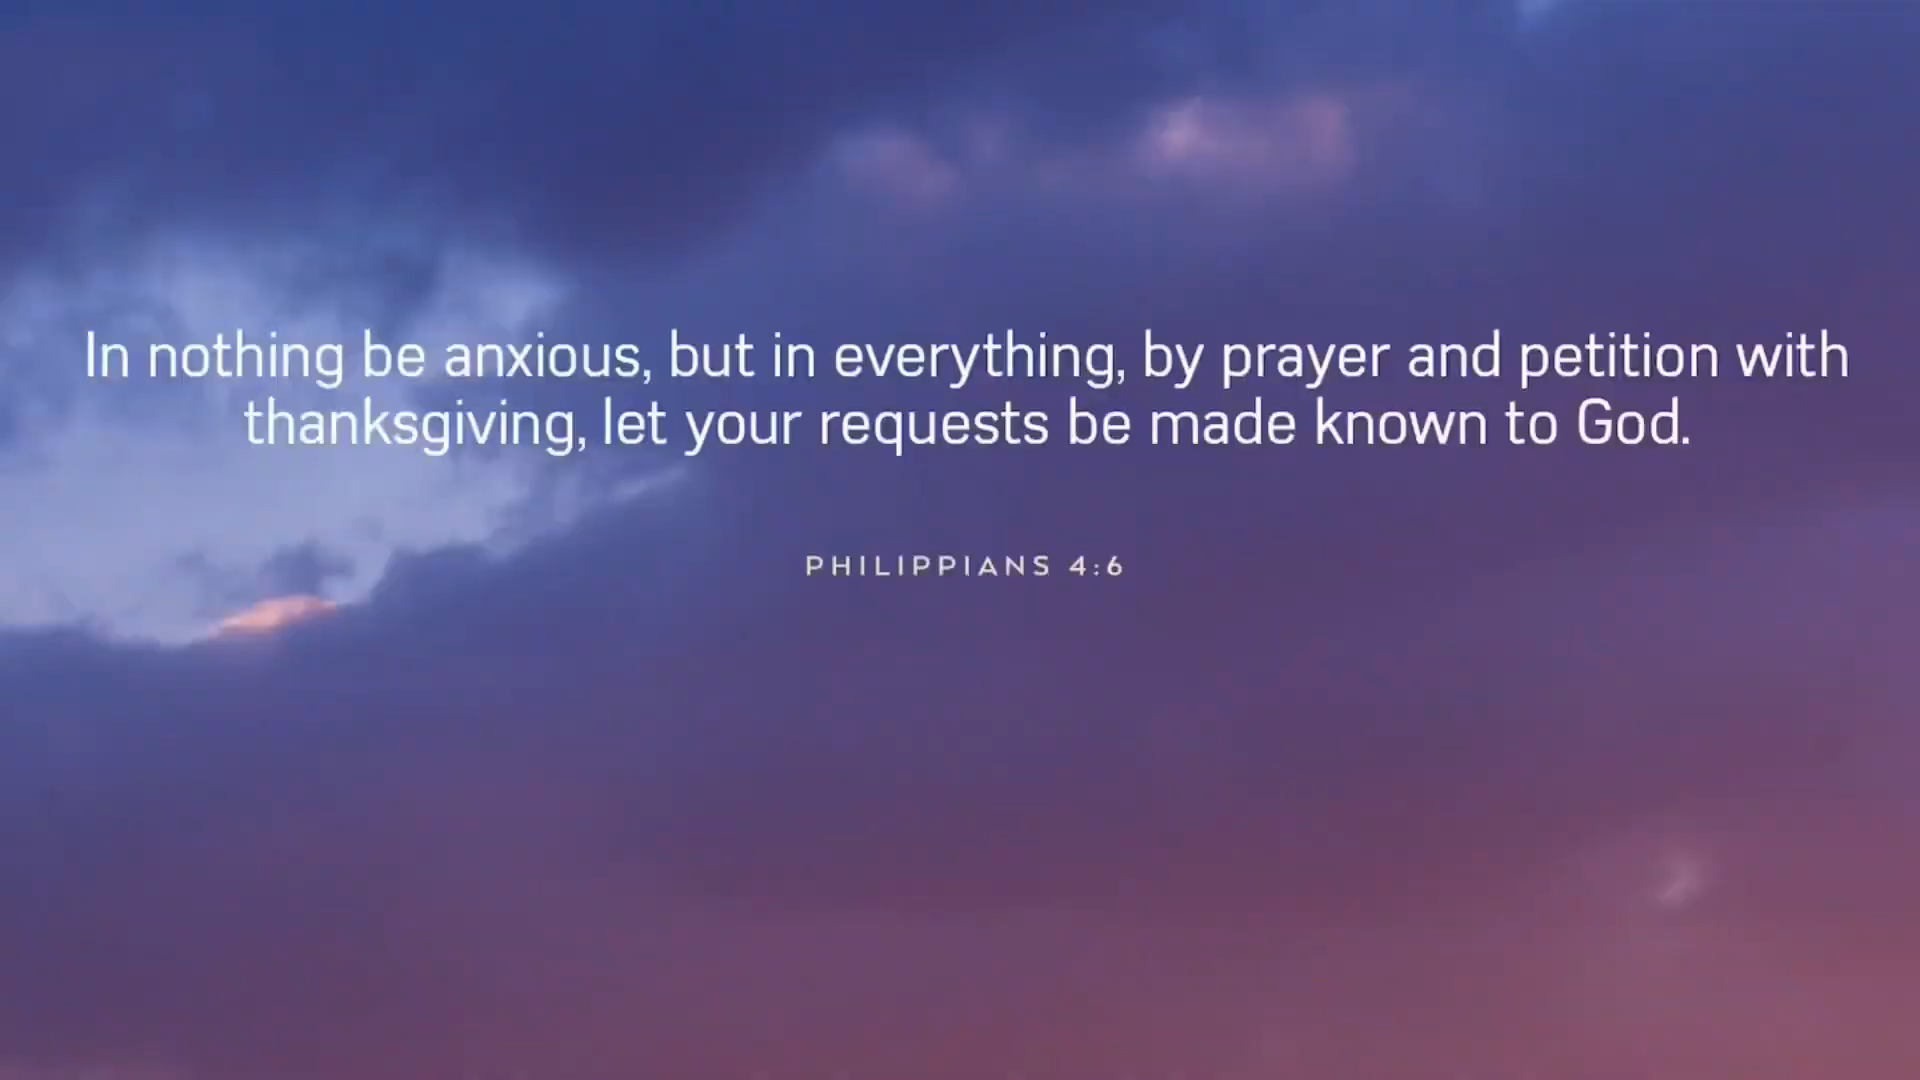 In nothing be anxious, but in everything, by prayer and petition with
thanksgiving, let your requests be made known to God.
PHILIPPIANS 4:6